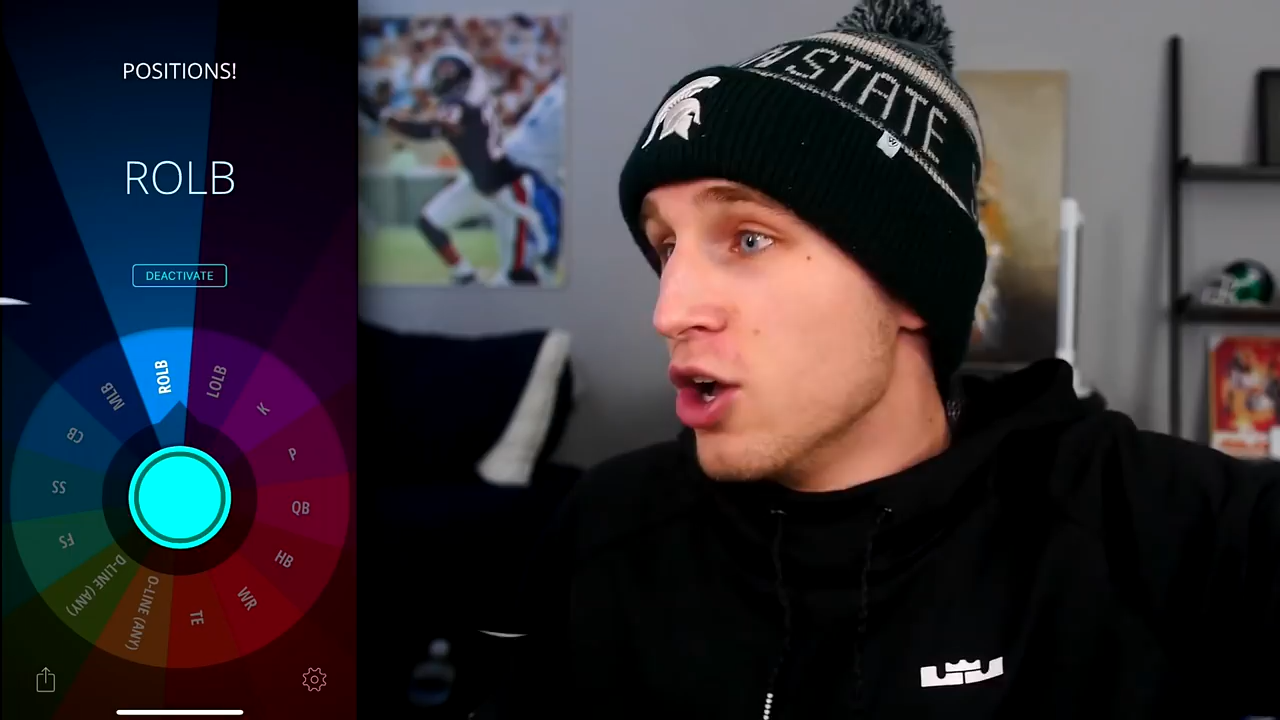 POSITIONS!
ROLB
DEACTIVATE
ROLB
LOLB
K
P
QB
HB
WR
TE
O-LINE (ANY)
D-LINE (ANY)
FS
SS
CB
MLB
STATE